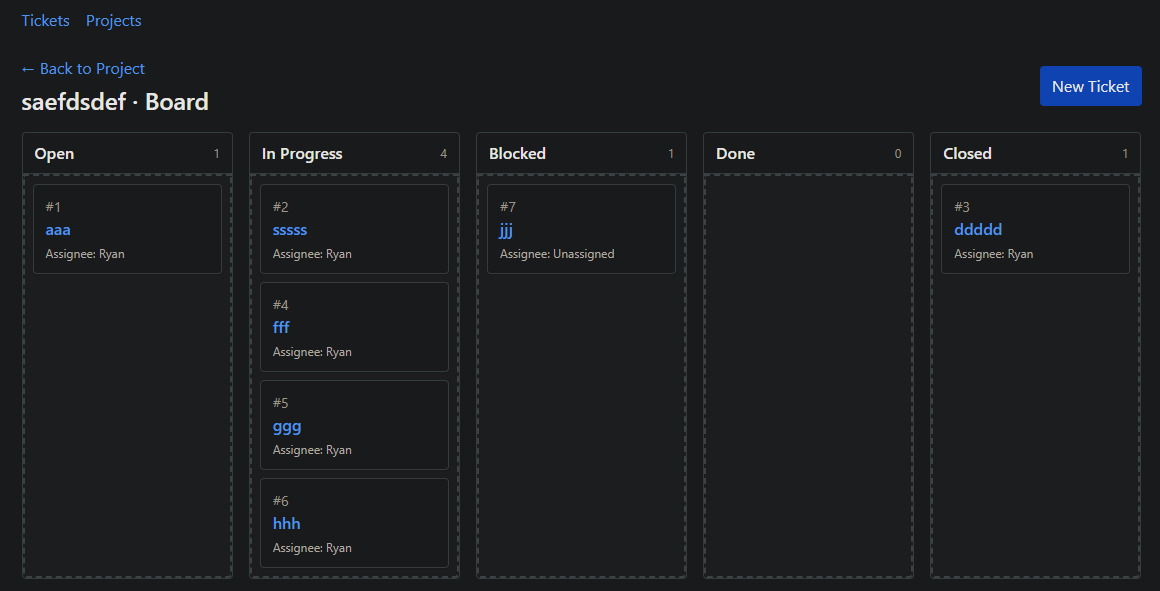 Tickets Projects
← Back to Project
saefdsdef · Board
New Ticket
Open 1
#1
aaa
Assignee: Ryan
In Progress 4
#2
sssss
Assignee: Ryan
#4
fff
Assignee: Ryan
#5
ggg
Assignee: Ryan
#6
hhh
Assignee: Ryan
Blocked 1
#7
jjj
Assignee: Unassigned
Done 0
Closed 1
#3
ddddd
Assignee: Ryan